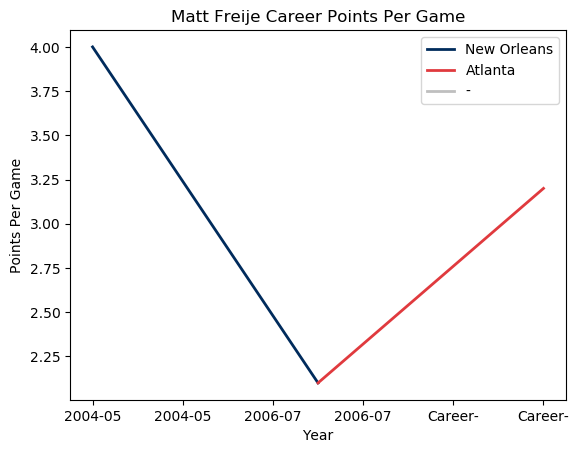 Matt Freije Career Points Per Game
New Orleans
Atlanta
-
4.00
3.75
3.50
3.25
3.00
2.75
2.50
2.25
Points Per Game
2004-05 2004-05 2006-07 2006-07 Career- Career-
Year